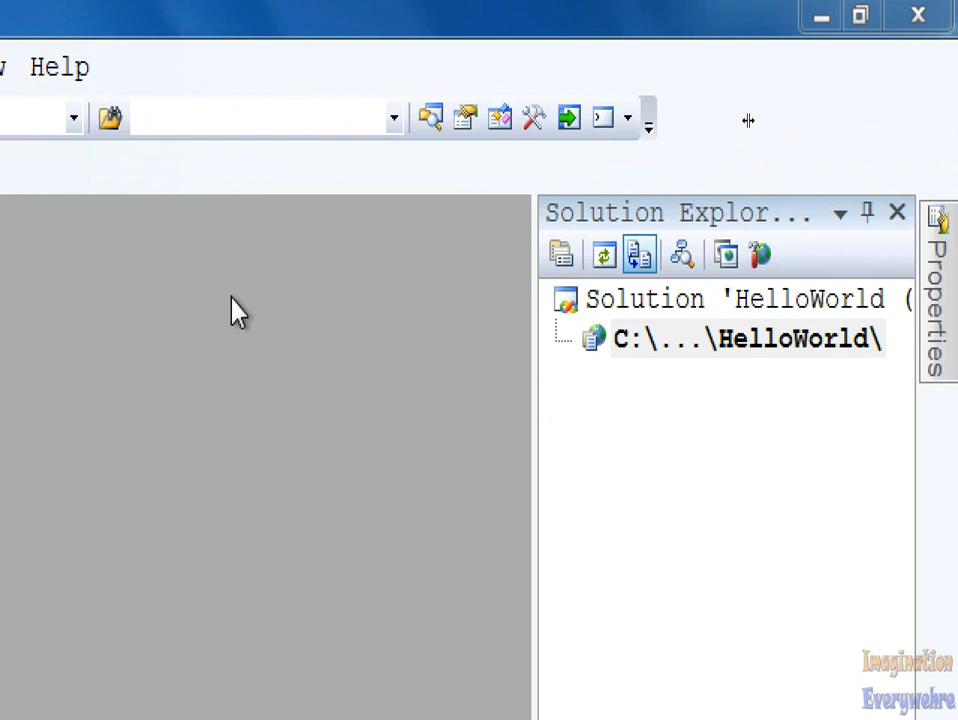 Help
Solution Explor...
Solution 'HelloWorld (
C:\...\HelloWorld\
Properties
Imagination
Everywehre